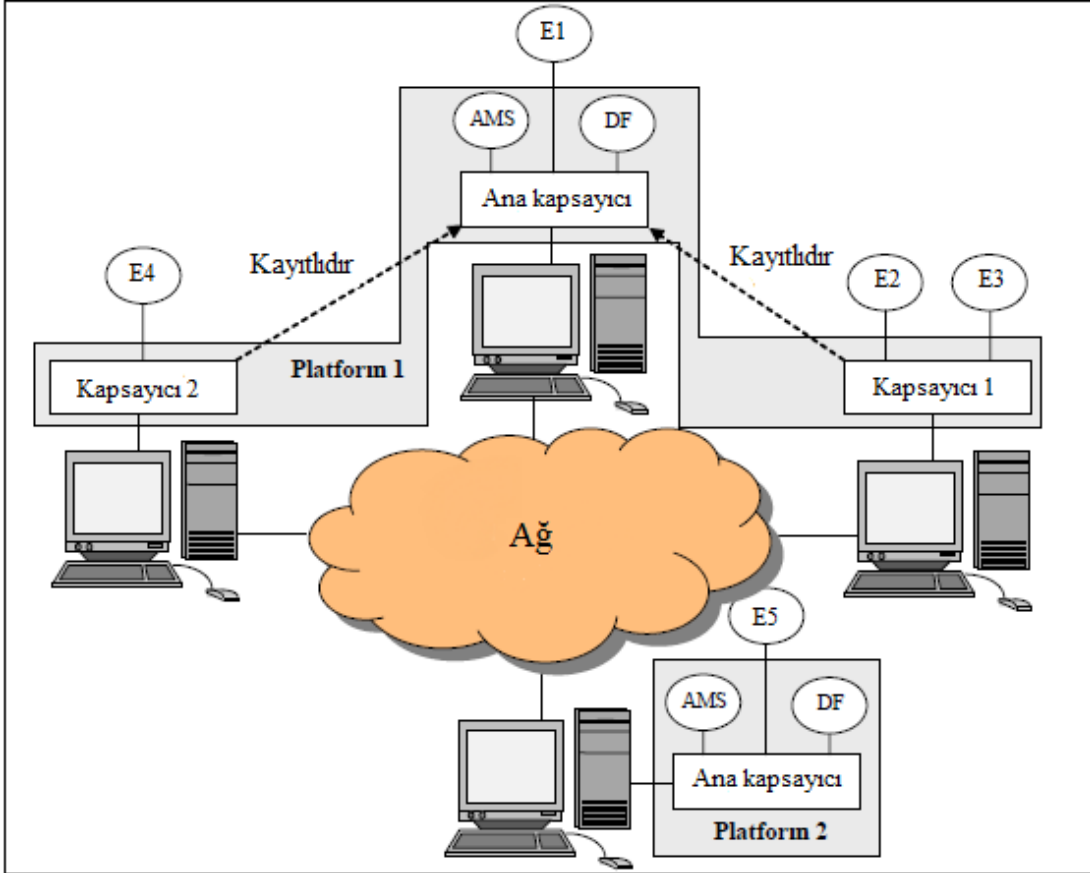 E1
AMS
DF
Ana kapsayıcı
Kayıtlıdır
Kayıtlıdır
E4
E2
E3
Platform 1
Kapsayıcı 2
Kapsayıcı 1
Ağ
E5
AMS
DF
Ana kapsayıcı
Platform 2